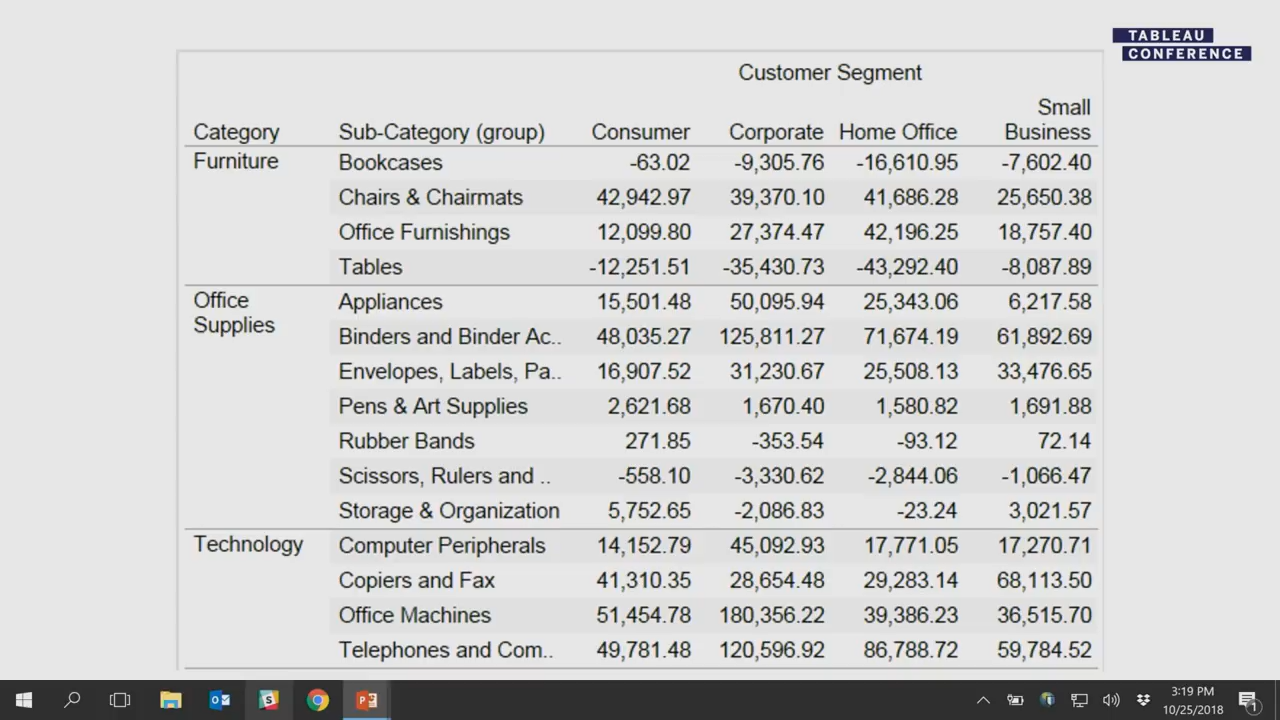 TABLEAU
CONFERENCE
Customer Segment
Category Sub-Category (group) Consumer Corporate Home Office Small Business
Furniture Bookcases -63.02 -9,305.76 -16,610.95 -7,602.40
Chairs & Chairmats 42,942.97 39,370.10 41,686.28 25,650.38
Office Furnishings 12,099.80 27,374.47 42,196.25 18,757.40
Tables -12,251.51 -35,430.73 -43,292.40 -8,087.89
Office Supplies Appliances 15,501.48 50,095.94 25,343.06 6,217.58
Binders and Binder Ac.. 48,035.27 125,811.27 71,674.19 61,892.69
Envelopes, Labels, Pa.. 16,907.52 31,230.67 25,508.13 33,476.65
Pens & Art Supplies 2,621.68 1,670.40 1,580.82 1,691.88
Rubber Bands 271.85 -353.54 -93.12 72.14
Scissors, Rulers and .. -558.10 -3,330.62 -2,844.06 -1,066.47
Storage & Organization 5,752.65 -2,086.83 -23.24 3,021.57
Technology Computer Peripherals 14,152.79 45,092.93 17,771.05 17,270.71
Copiers and Fax 41,310.35 28,654.48 29,283.14 68,113.50
Office Machines 51,454.78 180,356.22 39,386.23 36,515.70
Telephones and Com.. 49,781.48 120,596.92 86,788.72 59,784.52
3:19 PM
10/25/2018
1